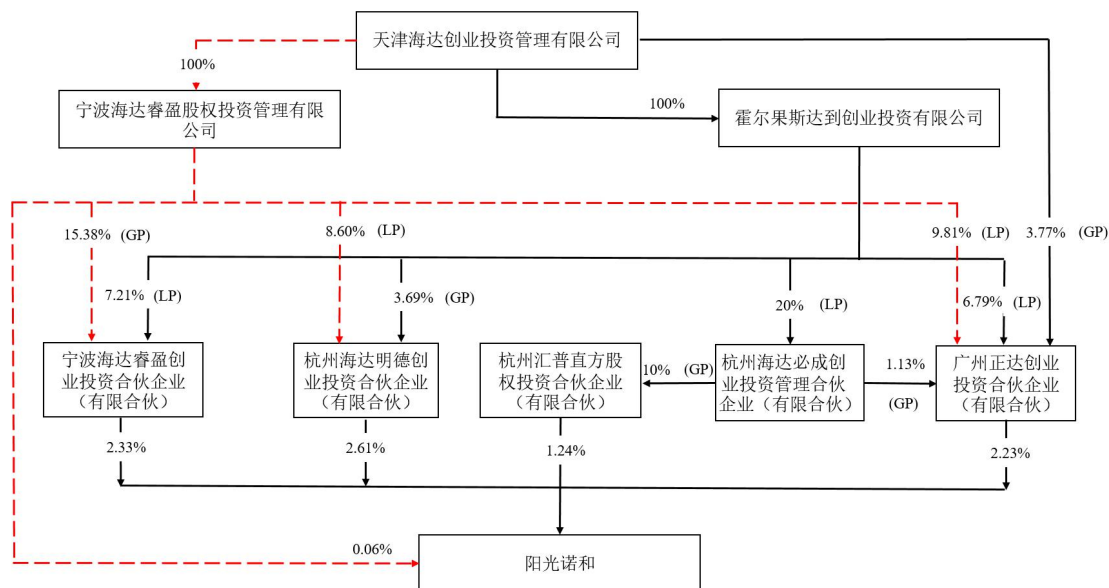 天津海达创业投资管理有限公司
100%
宁波海达睿盈股权投资管理有限
公司
100%
霍尔果斯达到创业投资有限公司
15.38% (GP)
8.60% (LP)
9.81% (LP)
3.77% (GP)
7.21% (LP)
3.69% (GP)
20% (LP)
6.79% (LP)
宁波海达睿盈创
业投资合伙企业
（有限合伙）
杭州海达明德创
业投资合伙企业
（有限合伙）
杭州汇普直方股
权投资合伙企业
（有限合伙）
10% (GP)
杭州海达必成创
业投资管理合伙
企业（有限合伙）
1.13%
(GP)
广州正达创业
投资合伙企业
（有限合伙）
2.33%
2.61%
1.24%
2.23%
0.06%
阳光诺和